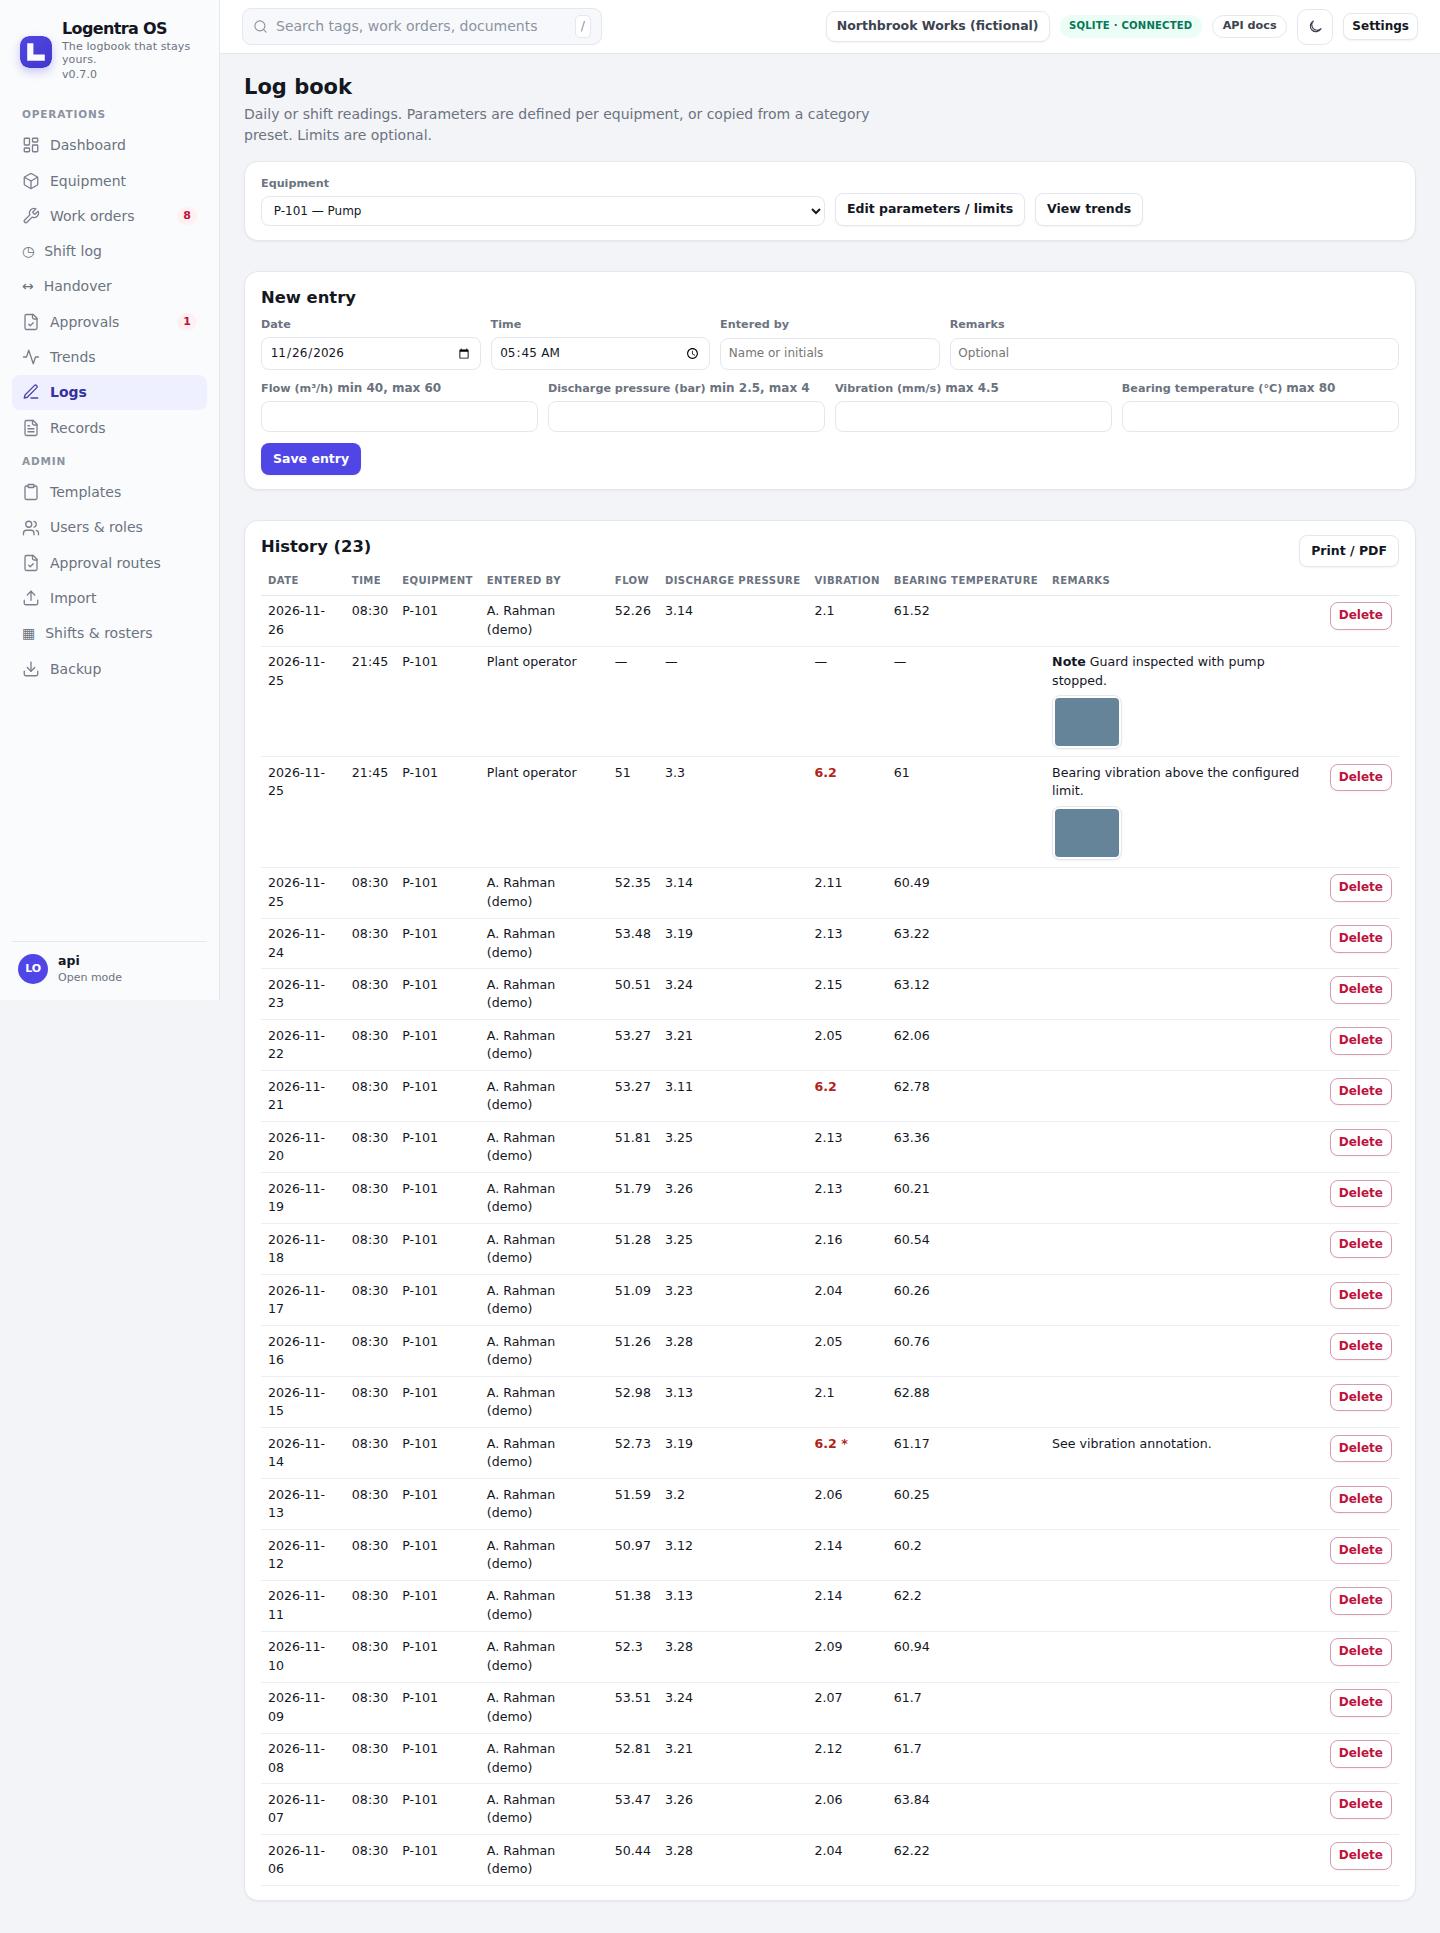 Logentra OS
The logbook that stays
yours.
v0.7.0
Search tags, work orders, documents
/
Northbrook Works (fictional)
SQLITE · CONNECTED
API docs
Settings
OPERATIONS
Dashboard
Equipment
Work orders 8
Shift log
Handover
Approvals 1
Trends
Logs
Records
ADMIN
Templates
Users & roles
Approval routes
Import
Shifts & rosters
Backup
LO
api
Open mode
Log book
Daily or shift readings. Parameters are defined per equipment, or copied from a category
preset. Limits are optional.
Equipment
P-101 — Pump
Edit parameters / limits
View trends
New entry
Date Time Entered by Remarks
11/26/2026 05:45 AM Name or initials Optional
Flow (m³/h) min 40, max 60 Discharge pressure (bar) min 2.5, max 4 Vibration (mm/s) max 4.5 Bearing temperature (°C) max 80
Save entry
History (23)
Print / PDF
DATE TIME EQUIPMENT ENTERED BY FLOW DISCHARGE PRESSURE VIBRATION BEARING TEMPERATURE REMARKS
2026-11- 08:30 P-101 A. Rahman 52.26 3.14 2.1 61.52 Delete
26 (demo)
2026-11- 21:45 P-101 Plant operator — — — — Note Guard inspected with pump
25 stopped.
2026-11- 21:45 P-101 Plant operator 51 3.3 6.2 61 Bearing vibration above the configured Delete
25 limit.
2026-11- 08:30 P-101 A. Rahman 52.35 3.14 2.11 60.49 Delete
25 (demo)
2026-11- 08:30 P-101 A. Rahman 53.48 3.19 2.13 63.22 Delete
24 (demo)
2026-11- 08:30 P-101 A. Rahman 50.51 3.24 2.15 63.12 Delete
23 (demo)
2026-11- 08:30 P-101 A. Rahman 53.27 3.21 2.05 62.06 Delete
22 (demo)
2026-11- 08:30 P-101 A. Rahman 53.27 3.11 6.2 62.78 Delete
21 (demo)
2026-11- 08:30 P-101 A. Rahman 51.81 3.25 2.13 63.36 Delete
20 (demo)
2026-11- 08:30 P-101 A. Rahman 51.79 3.26 2.13 60.21 Delete
19 (demo)
2026-11- 08:30 P-101 A. Rahman 51.28 3.25 2.16 60.54 Delete
18 (demo)
2026-11- 08:30 P-101 A. Rahman 51.09 3.23 2.04 60.26 Delete
17 (demo)
2026-11- 08:30 P-101 A. Rahman 51.26 3.28 2.05 60.76 Delete
16 (demo)
2026-11- 08:30 P-101 A. Rahman 52.98 3.13 2.1 62.88 Delete
15 (demo)
2026-11- 08:30 P-101 A. Rahman 52.73 3.19 6.2 * 61.17 See vibration annotation. Delete
14 (demo)
2026-11- 08:30 P-101 A. Rahman 51.59 3.2 2.06 60.25 Delete
13 (demo)
2026-11- 08:30 P-101 A. Rahman 50.97 3.12 2.14 60.2 Delete
12 (demo)
2026-11- 08:30 P-101 A. Rahman 51.38 3.13 2.14 62.2 Delete
11 (demo)
2026-11- 08:30 P-101 A. Rahman 52.3 3.28 2.09 60.94 Delete
10 (demo)
2026-11- 08:30 P-101 A. Rahman 53.51 3.24 2.07 61.7 Delete
09 (demo)
2026-11- 08:30 P-101 A. Rahman 52.81 3.21 2.12 61.7 Delete
08 (demo)
2026-11- 08:30 P-101 A. Rahman 53.47 3.26 2.06 63.84 Delete
07 (demo)
2026-11- 08:30 P-101 A. Rahman 50.44 3.28 2.04 62.22 Delete
06 (demo)